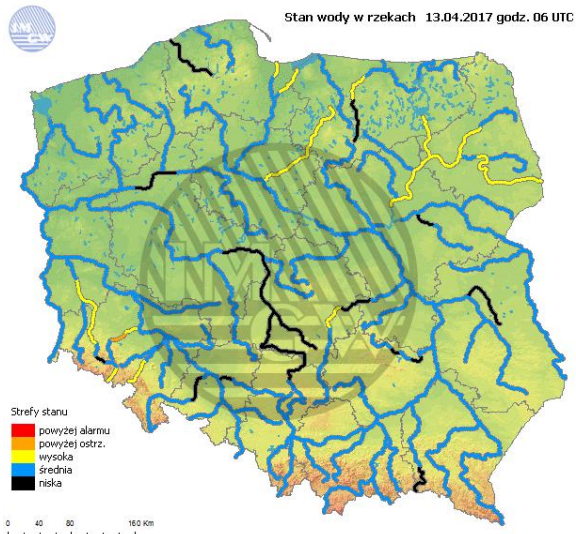 Stan wody w rzekach 13.04.2017 godz. 06 UTC
IMGW
Strefy stanu
powyżej alarmu
powyżej ostrz.
wysoka
średnia
niska
0 40 80 160 Km